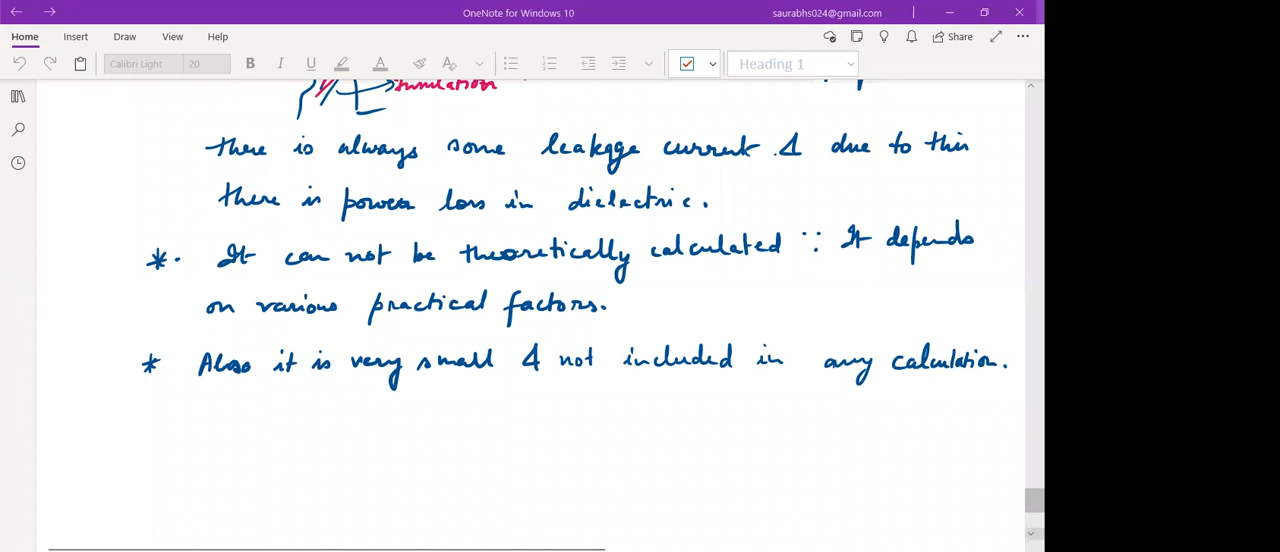 OneNote for Windows 10
saurabhs024@gmail.com
Home Insert Draw View Help
Share
Calibri Light 20 B I U A Heading 1
there is always some leakage current & due to this
there is power loss in dielectric.
*. It can not be theoretically calculated ∵ It depends
on various practical factors.
* Also it is very small & not included in any calculation.